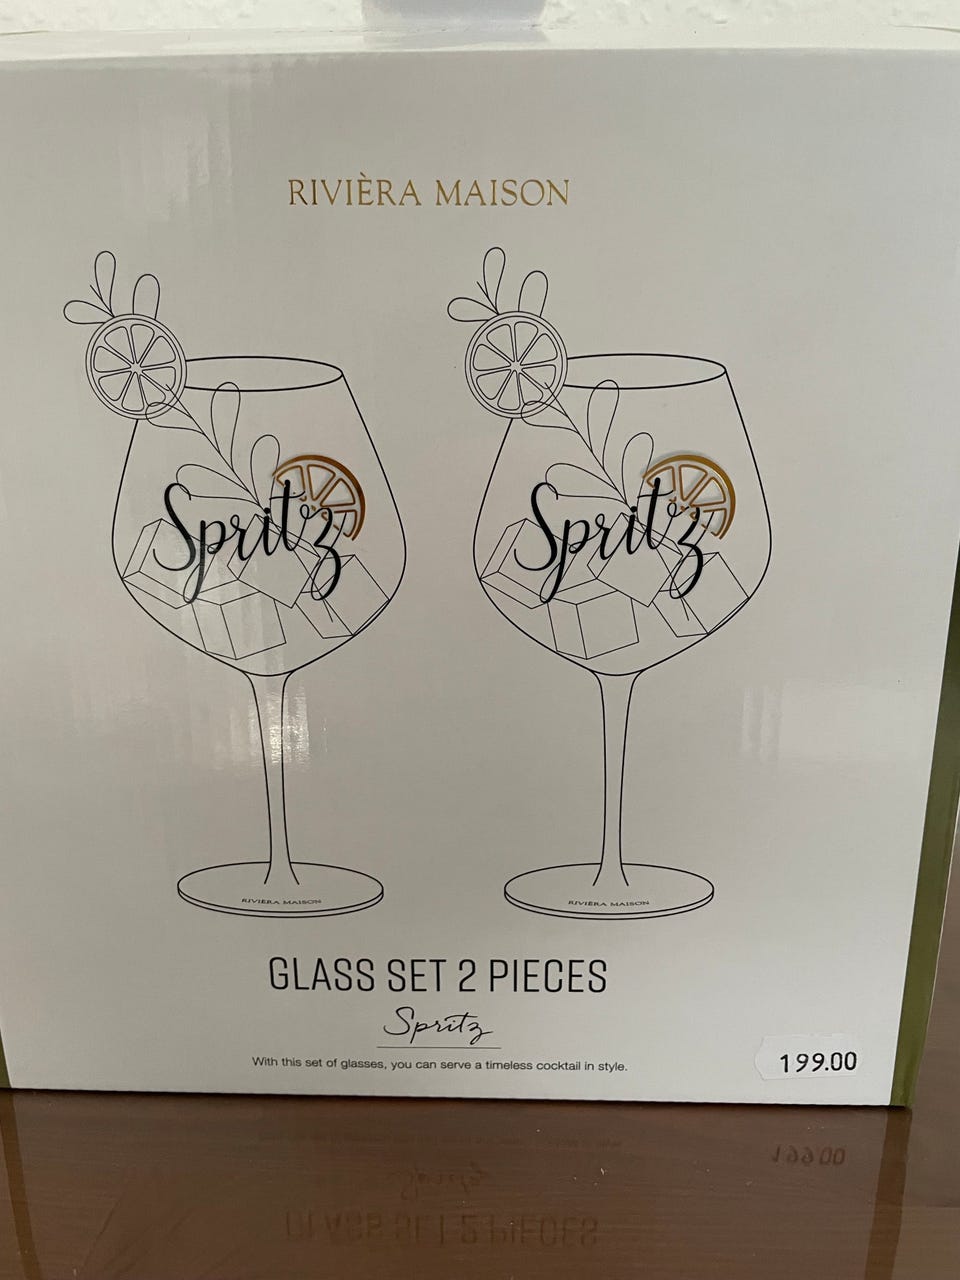 RIVIÈRA MAISON
Spritz Spritz
RIVIÈRA MAISON RIVIÈRA MAISON
GLASS SET 2 PIECES
Spritz
With this set of glasses, you can serve a timeless cocktail in style.
199.00